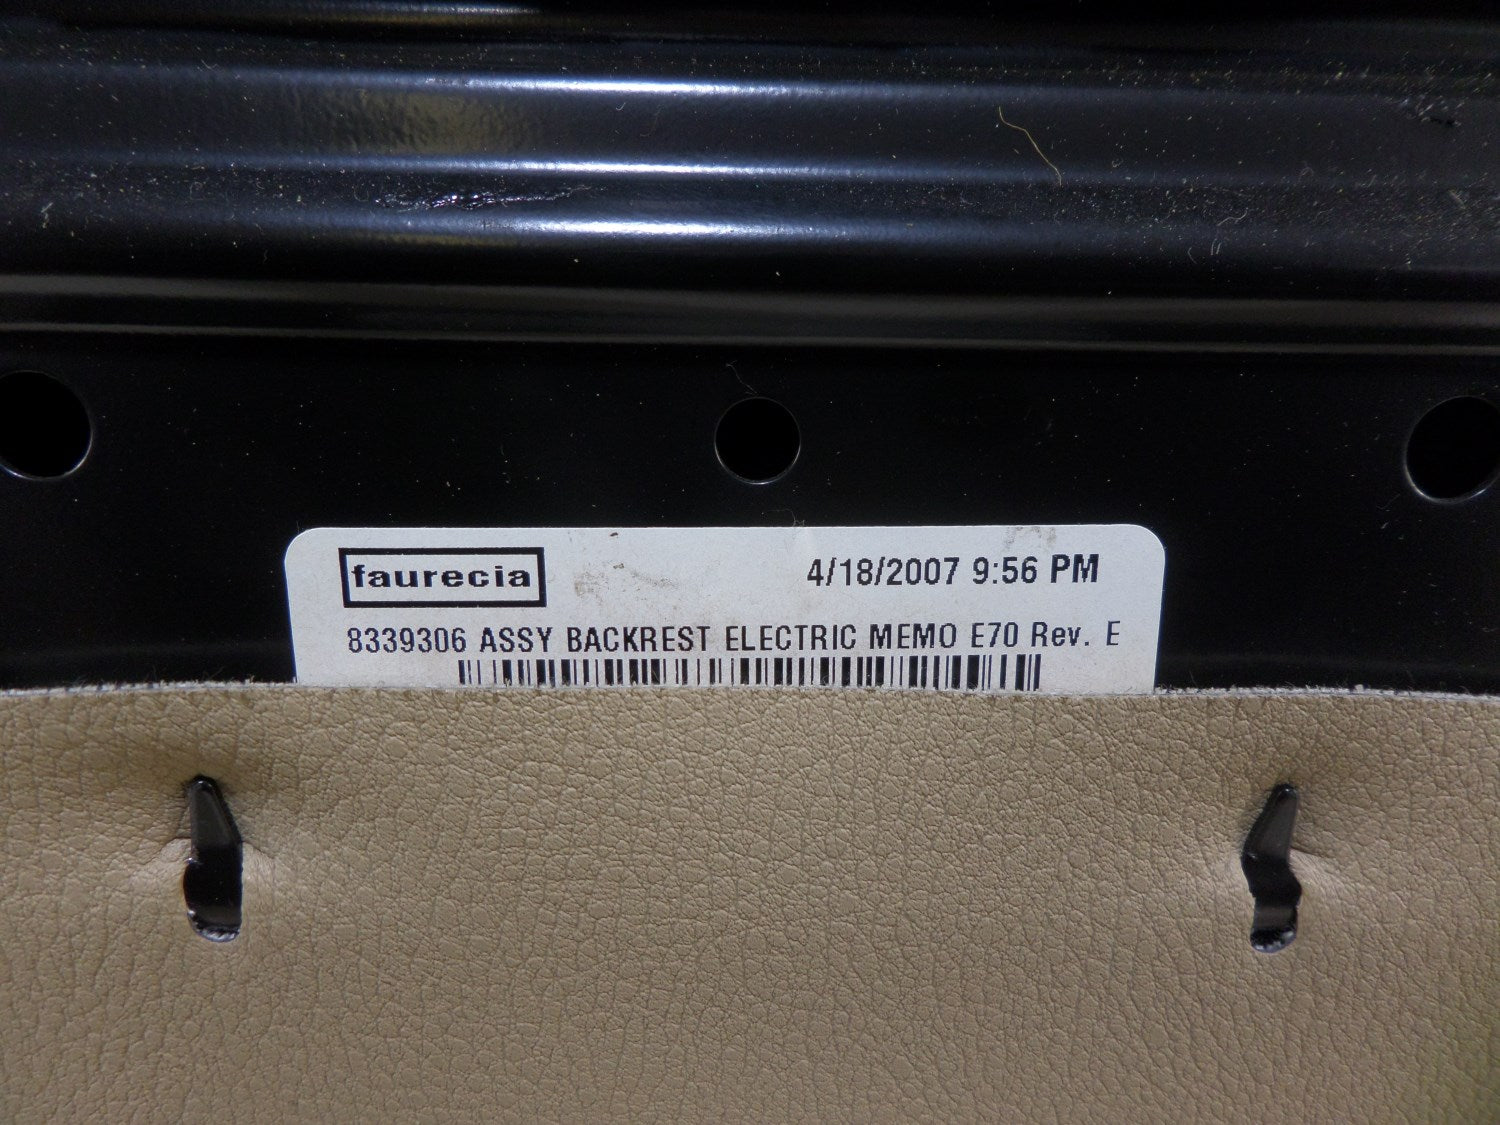 faurecia 4/18/2007 9:56 PM
8339306 ASSY BACKREST ELECTRIC MEMO E70 Rev. E